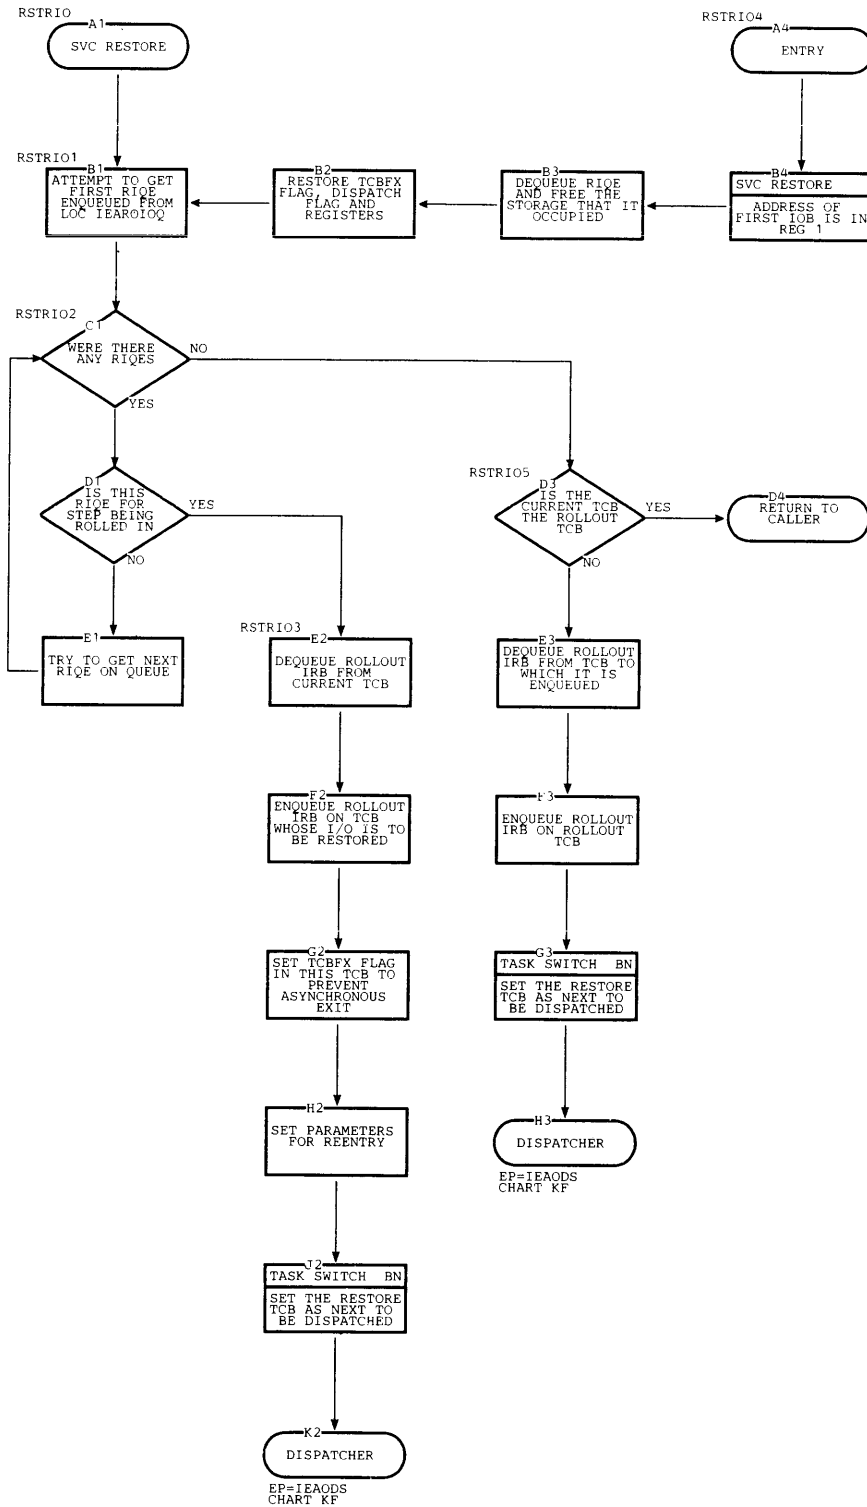 RSTRIO
A1
SVC RESTORE
RSTRIO4
A4
ENTRY
RSTRIO1
B1
ATTEMPT TO GET
FIRST RIQE
ENQUEUED FROM
LOC IEAROIOQ
B2
RESTORE TCBFX
FLAG, DISPATCH
FLAG AND
REGISTERS
B3
DEQUEUE RIQE
AND FREE THE
STORAGE THAT IT
OCCUPIED
B4
SVC RESTORE
ADDRESS OF
FIRST IOB IS IN
REG 1
RSTRIO2
C1
WERE THERE
ANY RIQES
NO
YES
D1
IS THIS
RIQE FOR
STEP BEING
ROLLED IN
YES
NO
RSTRIO5
D3
IS THE
CURRENT TCB
THE ROLLOUT
TCB
YES
NO
D4
RETURN TO
CALLER
E1
TRY TO GET NEXT
RIQE ON QUEUE
RSTRIO3
E2
DEQUEUE ROLLOUT
IRB FROM
CURRENT TCB
E3
DEQUEUE ROLLOUT
IRB FROM TCB TO
WHICH IT IS
ENQUEUED
F2
ENQUEUE ROLLOUT
IRB ON TCB
WHOSE I/O IS TO
BE RESTORED
F3
ENQUEUE ROLLOUT
IRB ON ROLLOUT
TCB
G2
SET TCBFX FLAG
IN THIS TCB TO
PREVENT
ASYNCHRONOUS
EXIT
G3
TASK SWITCH BN
SET THE RESTORE
TCB AS NEXT TO
BE DISPATCHED
H2
SET PARAMETERS
FOR REENTRY
H3
DISPATCHER
EP=IEAODS
CHART KF
J2
TASK SWITCH BN
SET THE RESTORE
TCB AS NEXT TO
BE DISPATCHED
K2
DISPATCHER
EP=IEAODS
CHART KF